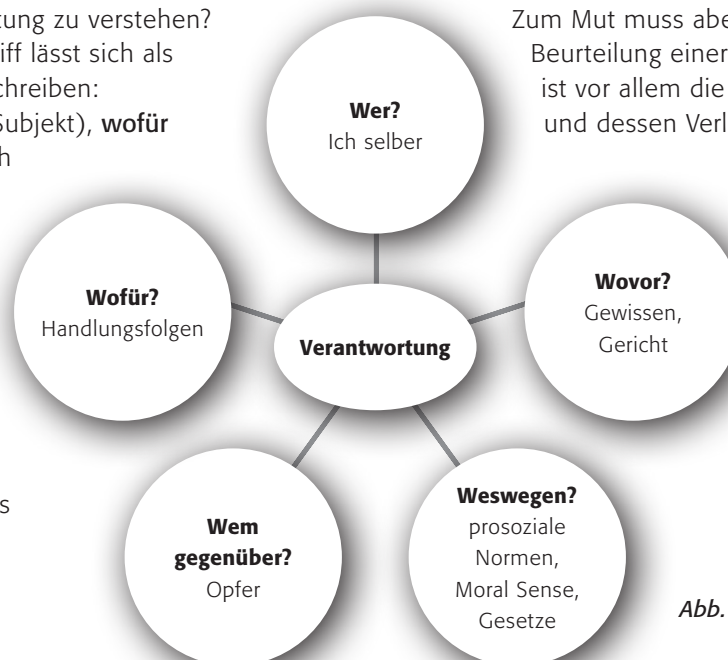 tung zu verstehen?
iff lässt sich als
chreiben:
Subjekt), wofür
h
Zum Mut muss abe
Beurteilung einer
ist vor allem die
und dessen Verl
Wer?
Ich selber
Wofür?
Handlungsfolgen
Verantwortung
Wovor?
Gewissen,
Gericht
s
Wem
gegenüber?
Opfer
Weswegen?
prosoziale
Normen,
Moral Sense,
Gesetze
Abb.